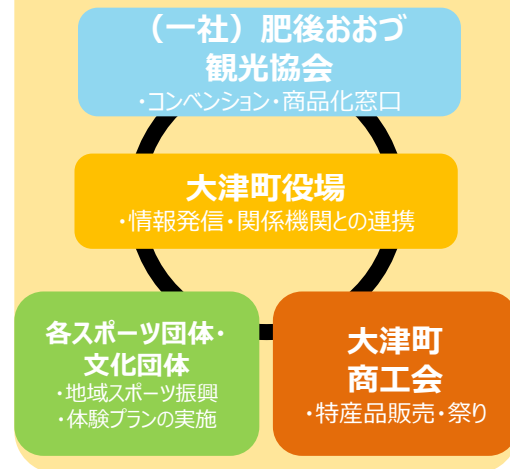 （一社）肥後おおづ
観光協会
・コンベンション・商品化窓口
大津町役場
・情報発信・関係機関との連携
各スポーツ団体・
文化団体
・地域スポーツ振興
・体験プランの実施
大津町
商工会
・特産品販売・祭り